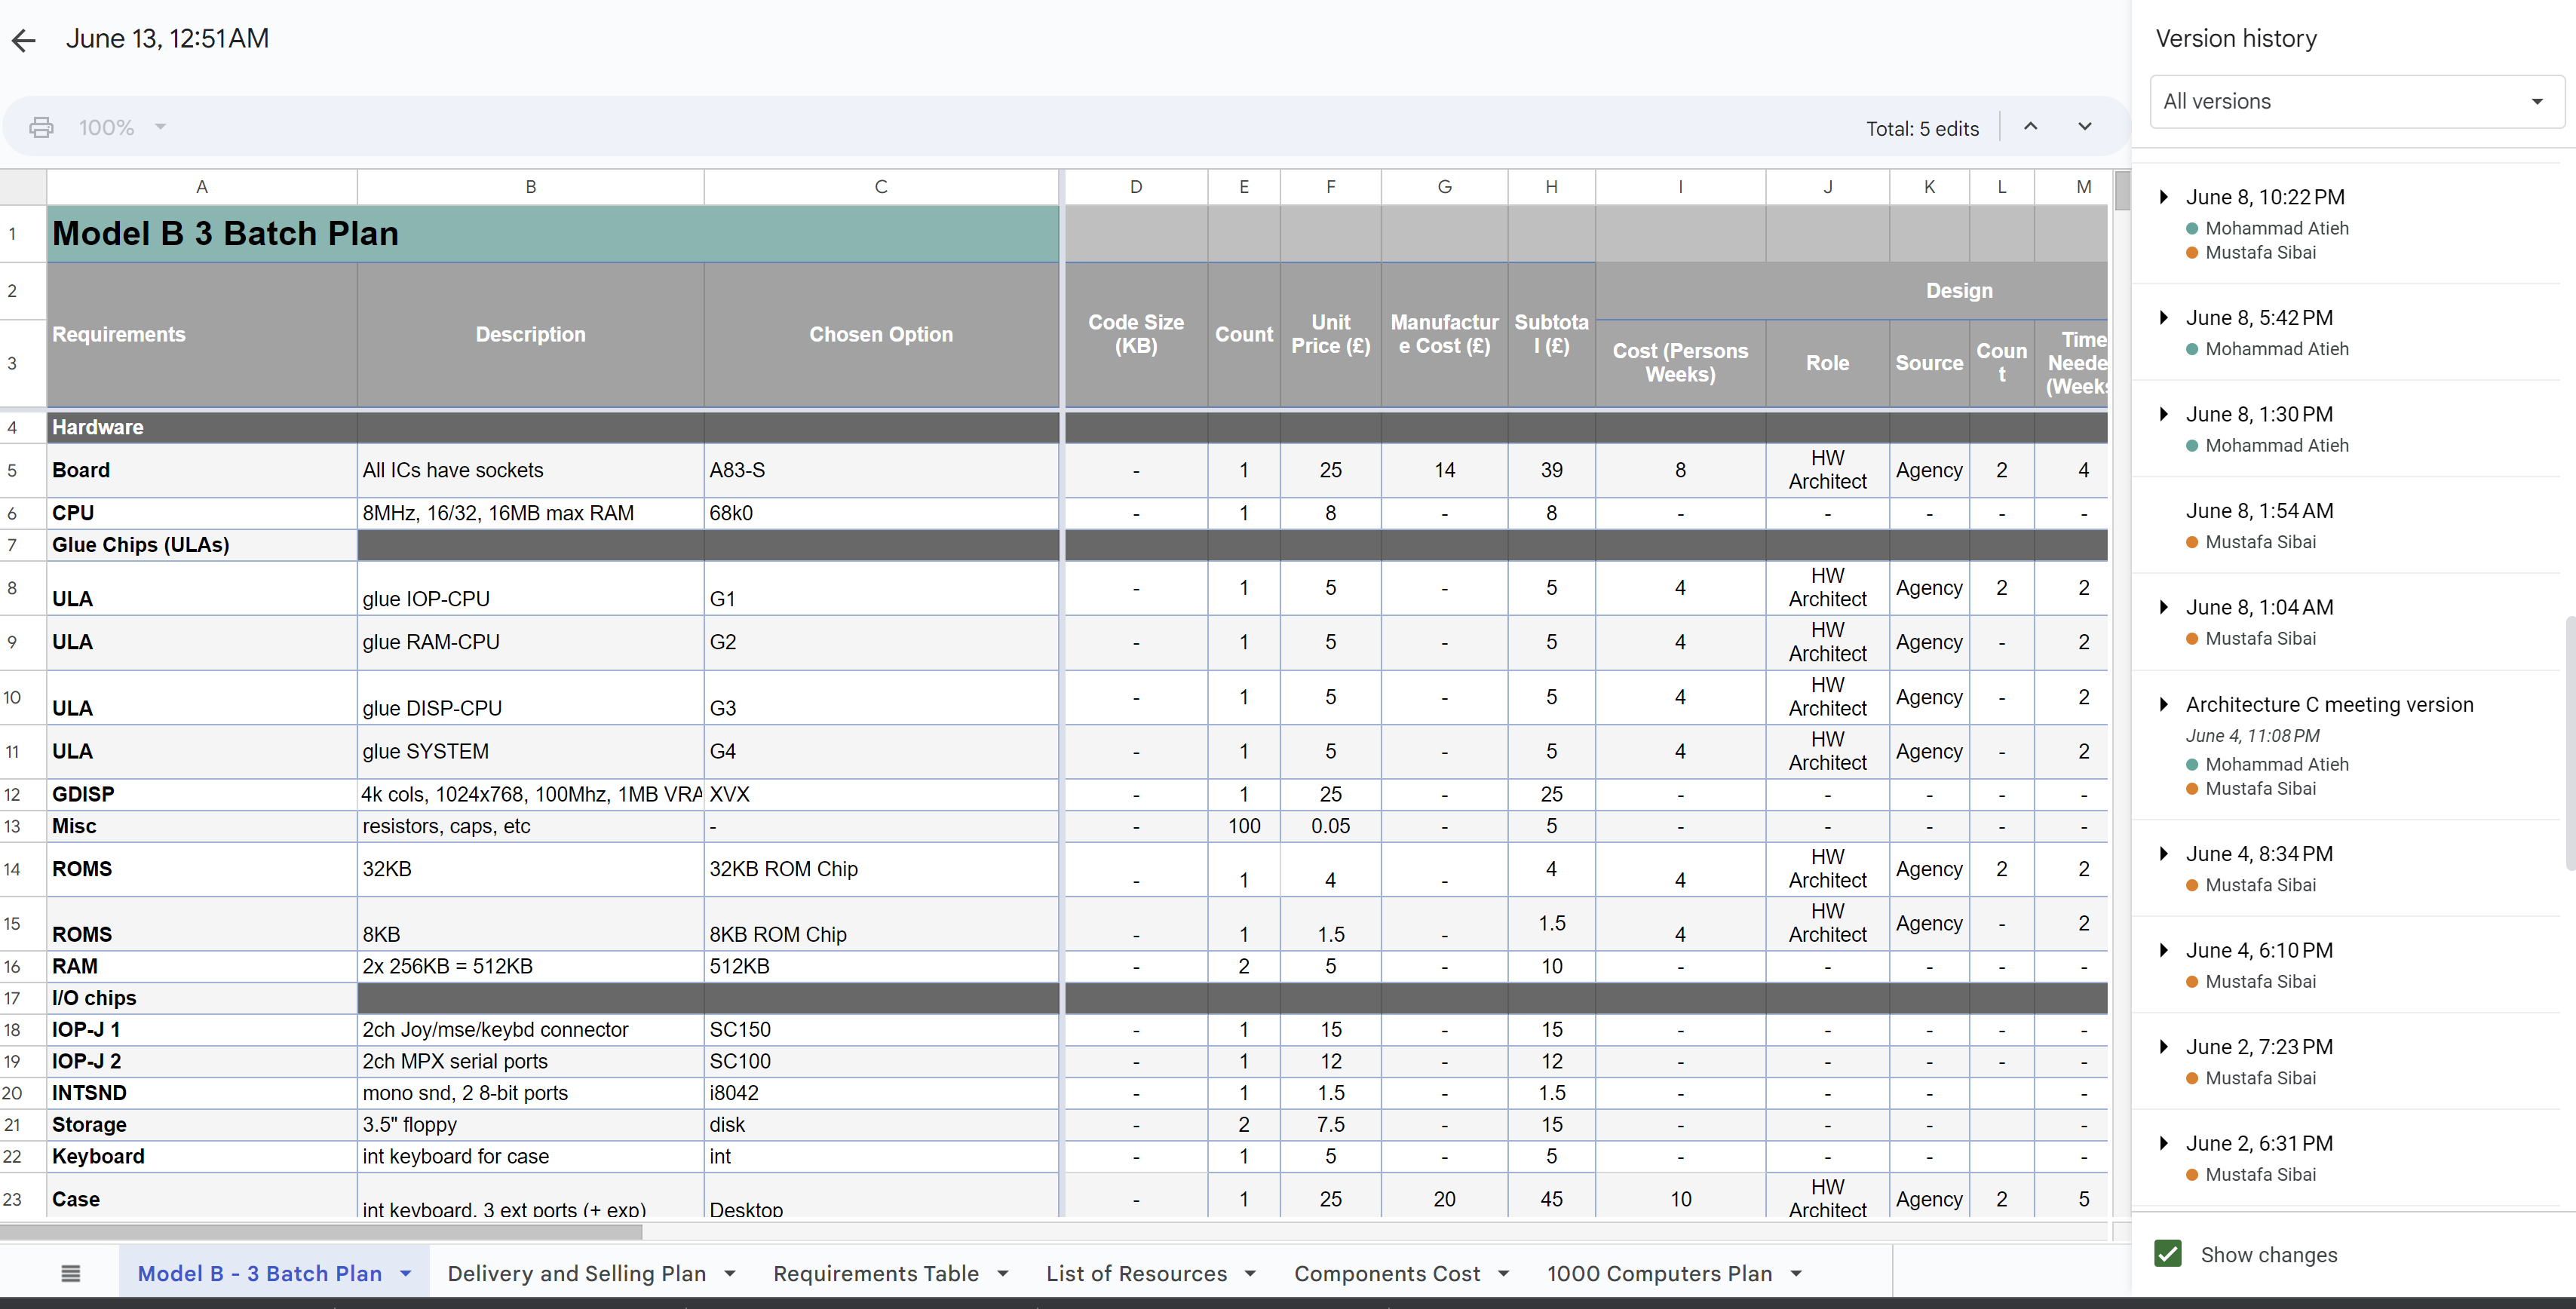 June 13, 12:51 AM
Version history
All versions
100%
Total: 5 edits
A B C D E F G H I J K L M
1 Model B 3 Batch Plan
2 Requirements Description Chosen Option Code Size (KB) Count Unit Price (£) Manufacture Cost (£) Subtotal (£) Design
3 Cost (Persons Weeks) Role Source Count Time Neede (Weeks
4 Hardware
5 Board All ICs have sockets A83-S - 1 25 14 39 8 HW Architect Agency 2 4
6 CPU 8MHz, 16/32, 16MB max RAM 68k0 - 1 8 - 8 - - - - -
7 Glue Chips (ULAs)
8 ULA glue IOP-CPU G1 - 1 5 - 5 4 HW Architect Agency 2 2
9 ULA glue RAM-CPU G2 - 1 5 - 5 4 HW Architect Agency - 2
10 ULA glue DISP-CPU G3 - 1 5 - 5 4 HW Architect Agency - 2
11 ULA glue SYSTEM G4 - 1 5 - 5 4 HW Architect Agency - 2
12 GDISP 4k cols, 1024x768, 100Mhz, 1MB VRA XVX - 1 25 - 25 - - - - -
13 Misc resistors, caps, etc - - 100 0.05 - 5 - - - - -
14 ROMS 32KB 32KB ROM Chip - 1 4 - 4 4 HW Architect Agency 2 2
15 ROMS 8KB 8KB ROM Chip - 1 1.5 - 1.5 4 HW Architect Agency - 2
16 RAM 2x 256KB = 512KB 512KB - 2 5 - 10 - - - - -
17 I/O chips
18 IOP-J 1 2ch Joy/mse/keybd connector SC150 - 1 15 - 15 - - - - -
19 IOP-J 2 2ch MPX serial ports SC100 - 1 12 - 12 - - - - -
20 INTSND mono snd, 2 8-bit ports i8042 - 1 1.5 - 1.5 - - - -
21 Storage 3.5" floppy disk - 2 7.5 - 15 - - - -
22 Keyboard int keyboard for case int - 1 5 - 5 - - - -
23 Case int keyboard, 3 ext ports (+ exp) Desktop - 1 25 20 45 10 HW Architect Agency 2 5
Model B - 3 Batch Plan
Delivery and Selling Plan
Requirements Table
List of Resources
Components Cost
1000 Computers Plan
June 8, 10:22 PM
Mohammad Atieh
Mustafa Sibai
June 8, 5:42 PM
Mohammad Atieh
June 8, 1:30 PM
Mohammad Atieh
June 8, 1:54 AM
Mustafa Sibai
June 8, 1:04 AM
Mustafa Sibai
Architecture C meeting version
June 4, 11:08 PM
Mohammad Atieh
Mustafa Sibai
June 4, 8:34 PM
Mustafa Sibai
June 4, 6:10 PM
Mustafa Sibai
June 2, 7:23 PM
Mustafa Sibai
June 2, 6:31 PM
Mustafa Sibai
Show changes